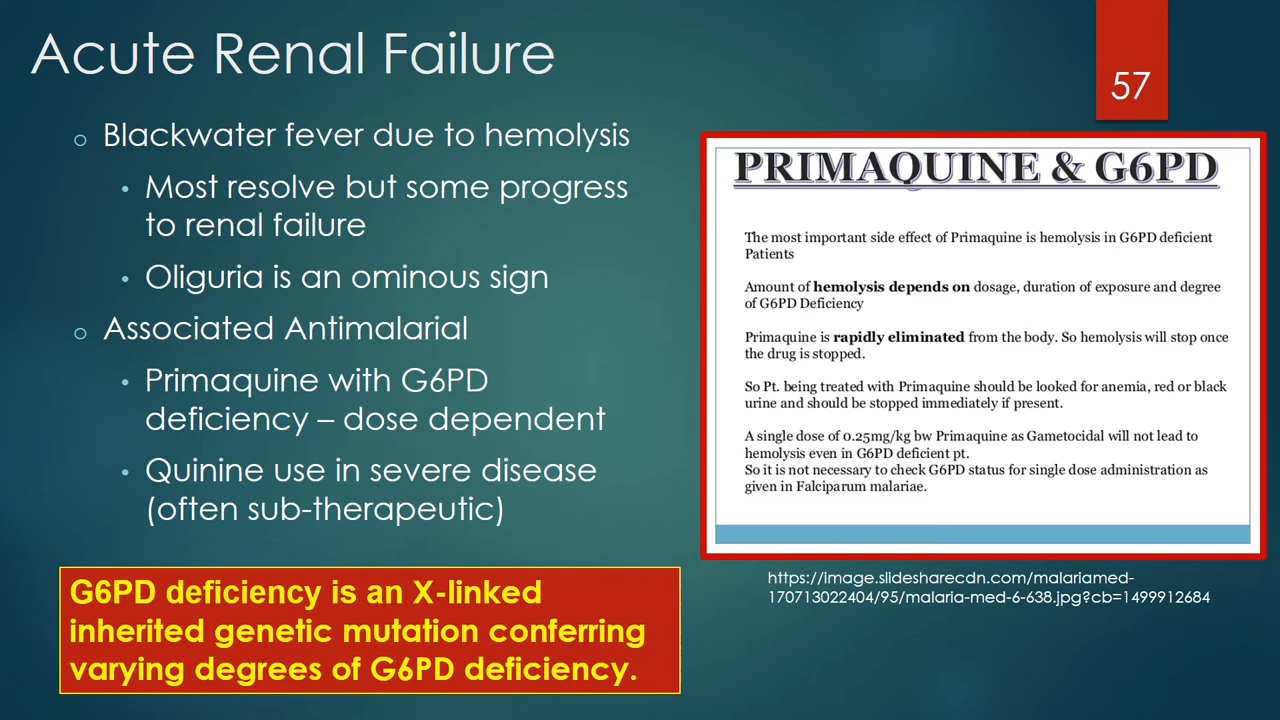 Acute Renal Failure
57
o Blackwater fever due to hemolysis
• Most resolve but some progress
to renal failure
• Oliguria is an ominous sign
o Associated Antimalarial
• Primaquine with G6PD
deficiency – dose dependent
• Quinine use in severe disease
(often sub-therapeutic)
G6PD deficiency is an X-linked
inherited genetic mutation conferring
varying degrees of G6PD deficiency.
PRIMAQUINE & G6PD
The most important side effect of Primaquine is hemolysis in G6PD deficient
Patients
Amount of hemolysis depends on dosage, duration of exposure and degree
of G6PD Deficiency
Primaquine is rapidly eliminated from the body. So hemolysis will stop once
the drug is stopped.
So Pt. being treated with Primaquine should be looked for anemia, red or black
urine and should be stopped immediately if present.
A single dose of 0.25mg/kg bw Primaquine as Gametocidal will not lead to
hemolysis even in G6PD deficient pt.
So it is not necessary to check G6PD status for single dose administration as
given in Falciparum malariae.
https://image.slidesharecdn.com/malariamed-
170713022404/95/malaria-med-6-638.jpg?cb=1499912684